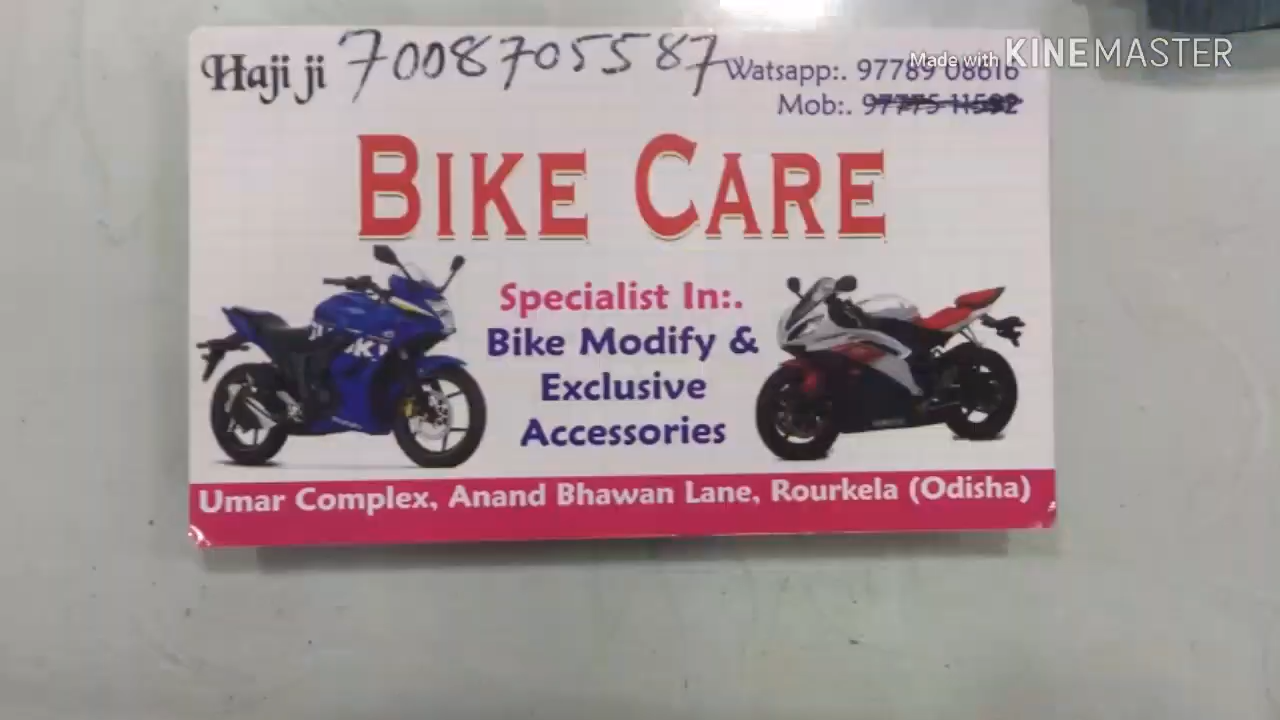 Haji ji 7008705587 Watsapp:. 97789 08616
Made with KINEMASTER
Mob:. 97775 11592
BIKE CARE
Specialist In:.
Bike Modify &
Exclusive
Accessories
Umar Complex, Anand Bhawan Lane, Rourkela (Odisha)